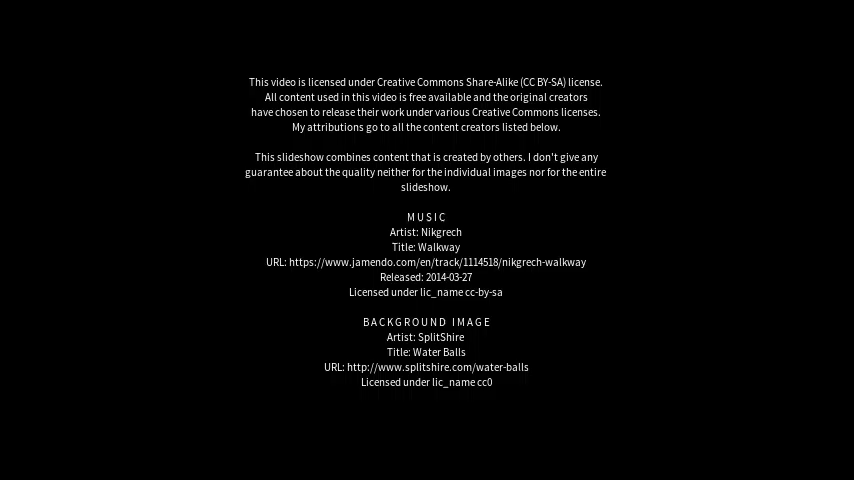 This video is licensed under Creative Commons Share-Alike (CC BY-SA) license.
All content used in this video is free available and the original creators
have chosen to release their work under various Creative Commons licenses.
My attributions go to all the content creators listed below.
This slideshow combines content that is created by others. I don't give any
guarantee about the quality neither for the individual images nor for the entire
slideshow.
MUSIC
Artist: Nikgrech
Title: Walkway
URL: https://www.jamendo.com/en/track/1114518/nikgrech-walkway
Released: 2014-03-27
Licensed under lic_name cc-by-sa
BACKGROUND IMAGE
Artist: SplitShire
Title: Water Balls
URL: http://www.splitshire.com/water-balls
Licensed under lic_name cc0